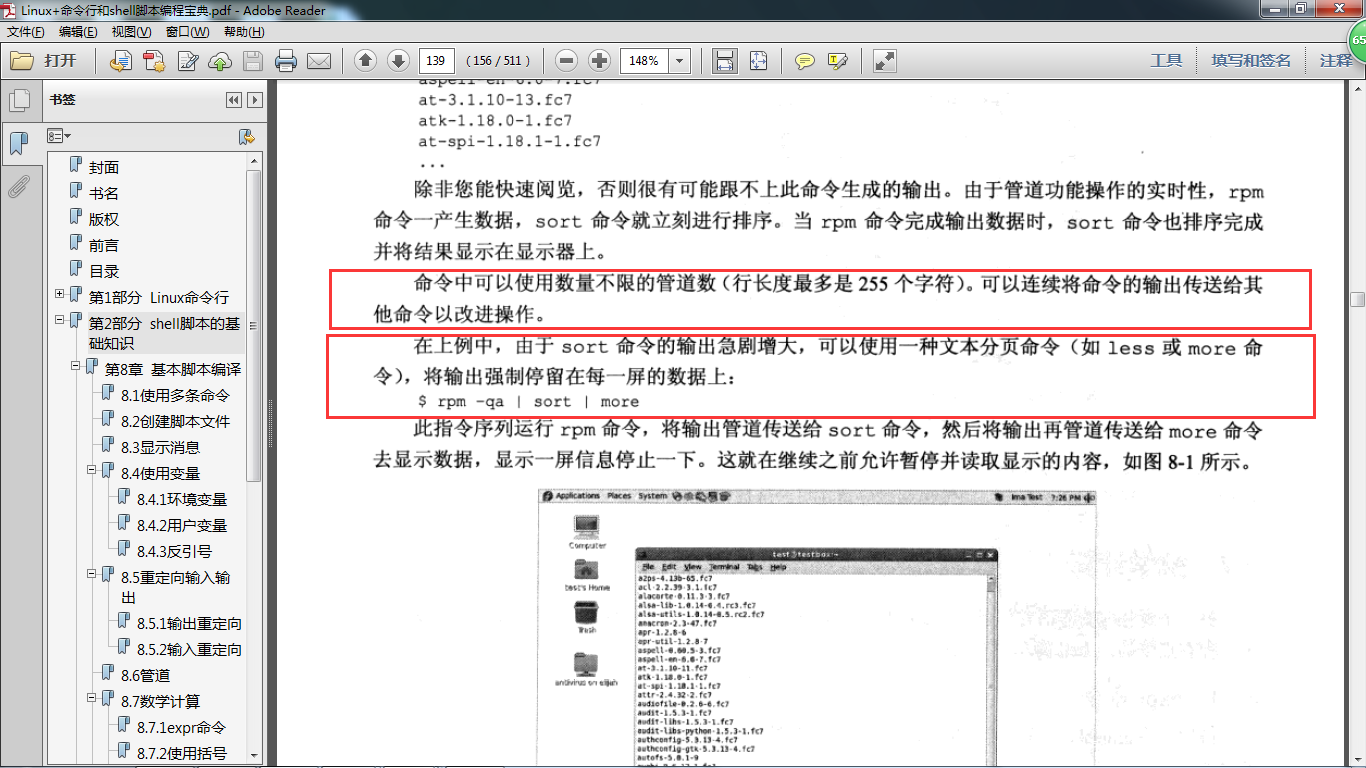 Linux+命令行和shell脚本编程宝典.pdf - Adobe Reader
文件(F) 编辑(E) 视图(V) 窗口(W) 帮助(H)
打开 139 (156 / 511) 148% 工具 填写和签名 注释
65
书签
封面
书名
版权
前言
目录
第1部分 Linux命令行
第2部分 shell脚本的基
础知识
第8章 基本脚本编译
8.1使用多条命令
8.2创建脚本文件
8.3显示消息
8.4使用变量
8.4.1环境变量
8.4.2用户变量
8.4.3反引号
8.5重定向输入输
出
8.5.1输出重定向
8.5.2输入重定向
8.6管道
8.7数学计算
8.7.1expr命令
8.7.2使用括号
aspell-en-6.0-7.fc7
at-3.1.10-13.fc7
atk-1.18.0-1.fc7
at-spi-1.18.1-1.fc7
...
除非您能快速阅览，否则很有可能跟不上此命令生成的输出。由于管道功能操作的实时性，rpm
命令一产生数据，sort 命令就立刻进行排序。当 rpm 命令完成输出数据时，sort 命令也排序完成
并将结果显示在显示器上。
命令中可以使用数量不限的管道数（行长度最多是 255 个字符）。可以连续将命令的输出传送给其
他命令以改进操作。
在上例中，由于 sort 命令的输出急剧增大，可以使用一种文本分页命令（如 less 或 more 命
令），将输出强制停留在每一屏的数据上：
$ rpm -qa | sort | more
此指令序列运行 rpm 命令，将输出管道传送给 sort 命令，然后将输出再管道传送给 more 命令
去显示数据，显示一屏信息停止一下。这就在继续之前允许暂停并读取显示的内容，如图 8-1 所示。
Applications Places System Ima Test 7:26 PM
Computer
test's Home
Trash
antivirus on elijah
test@testbox:~
File Edit View Terminal Tabs Help
a2ps-4.13b-65.fc7
acl-2.2.39-3.1.fc7
alacarte-0.11.3-3.fc7
alsa-lib-1.0.14-0.4.rc3.fc7
alsa-utils-1.0.14-0.5.rc2.fc7
anacron-2.3-47.fc7
apr-1.2.8-6
apr-util-1.2.8-7
aspell-0.60.5-3.fc7
aspell-en-6.0-7.fc7
at-3.1.10-11.fc7
atk-1.18.0-1.fc7
at-spi-1.18.1-1.fc7
attr-2.4.32-2.fc7
audiofile-0.2.6-6.fc7
audit-1.5.3-1.fc7
audit-libs-1.5.3-1.fc7
audit-libs-python-1.5.3-1.fc7
authconfig-5.3.13-4.fc7
authconfig-gtk-5.3.13-4.fc7
autofs-5.0.1-9